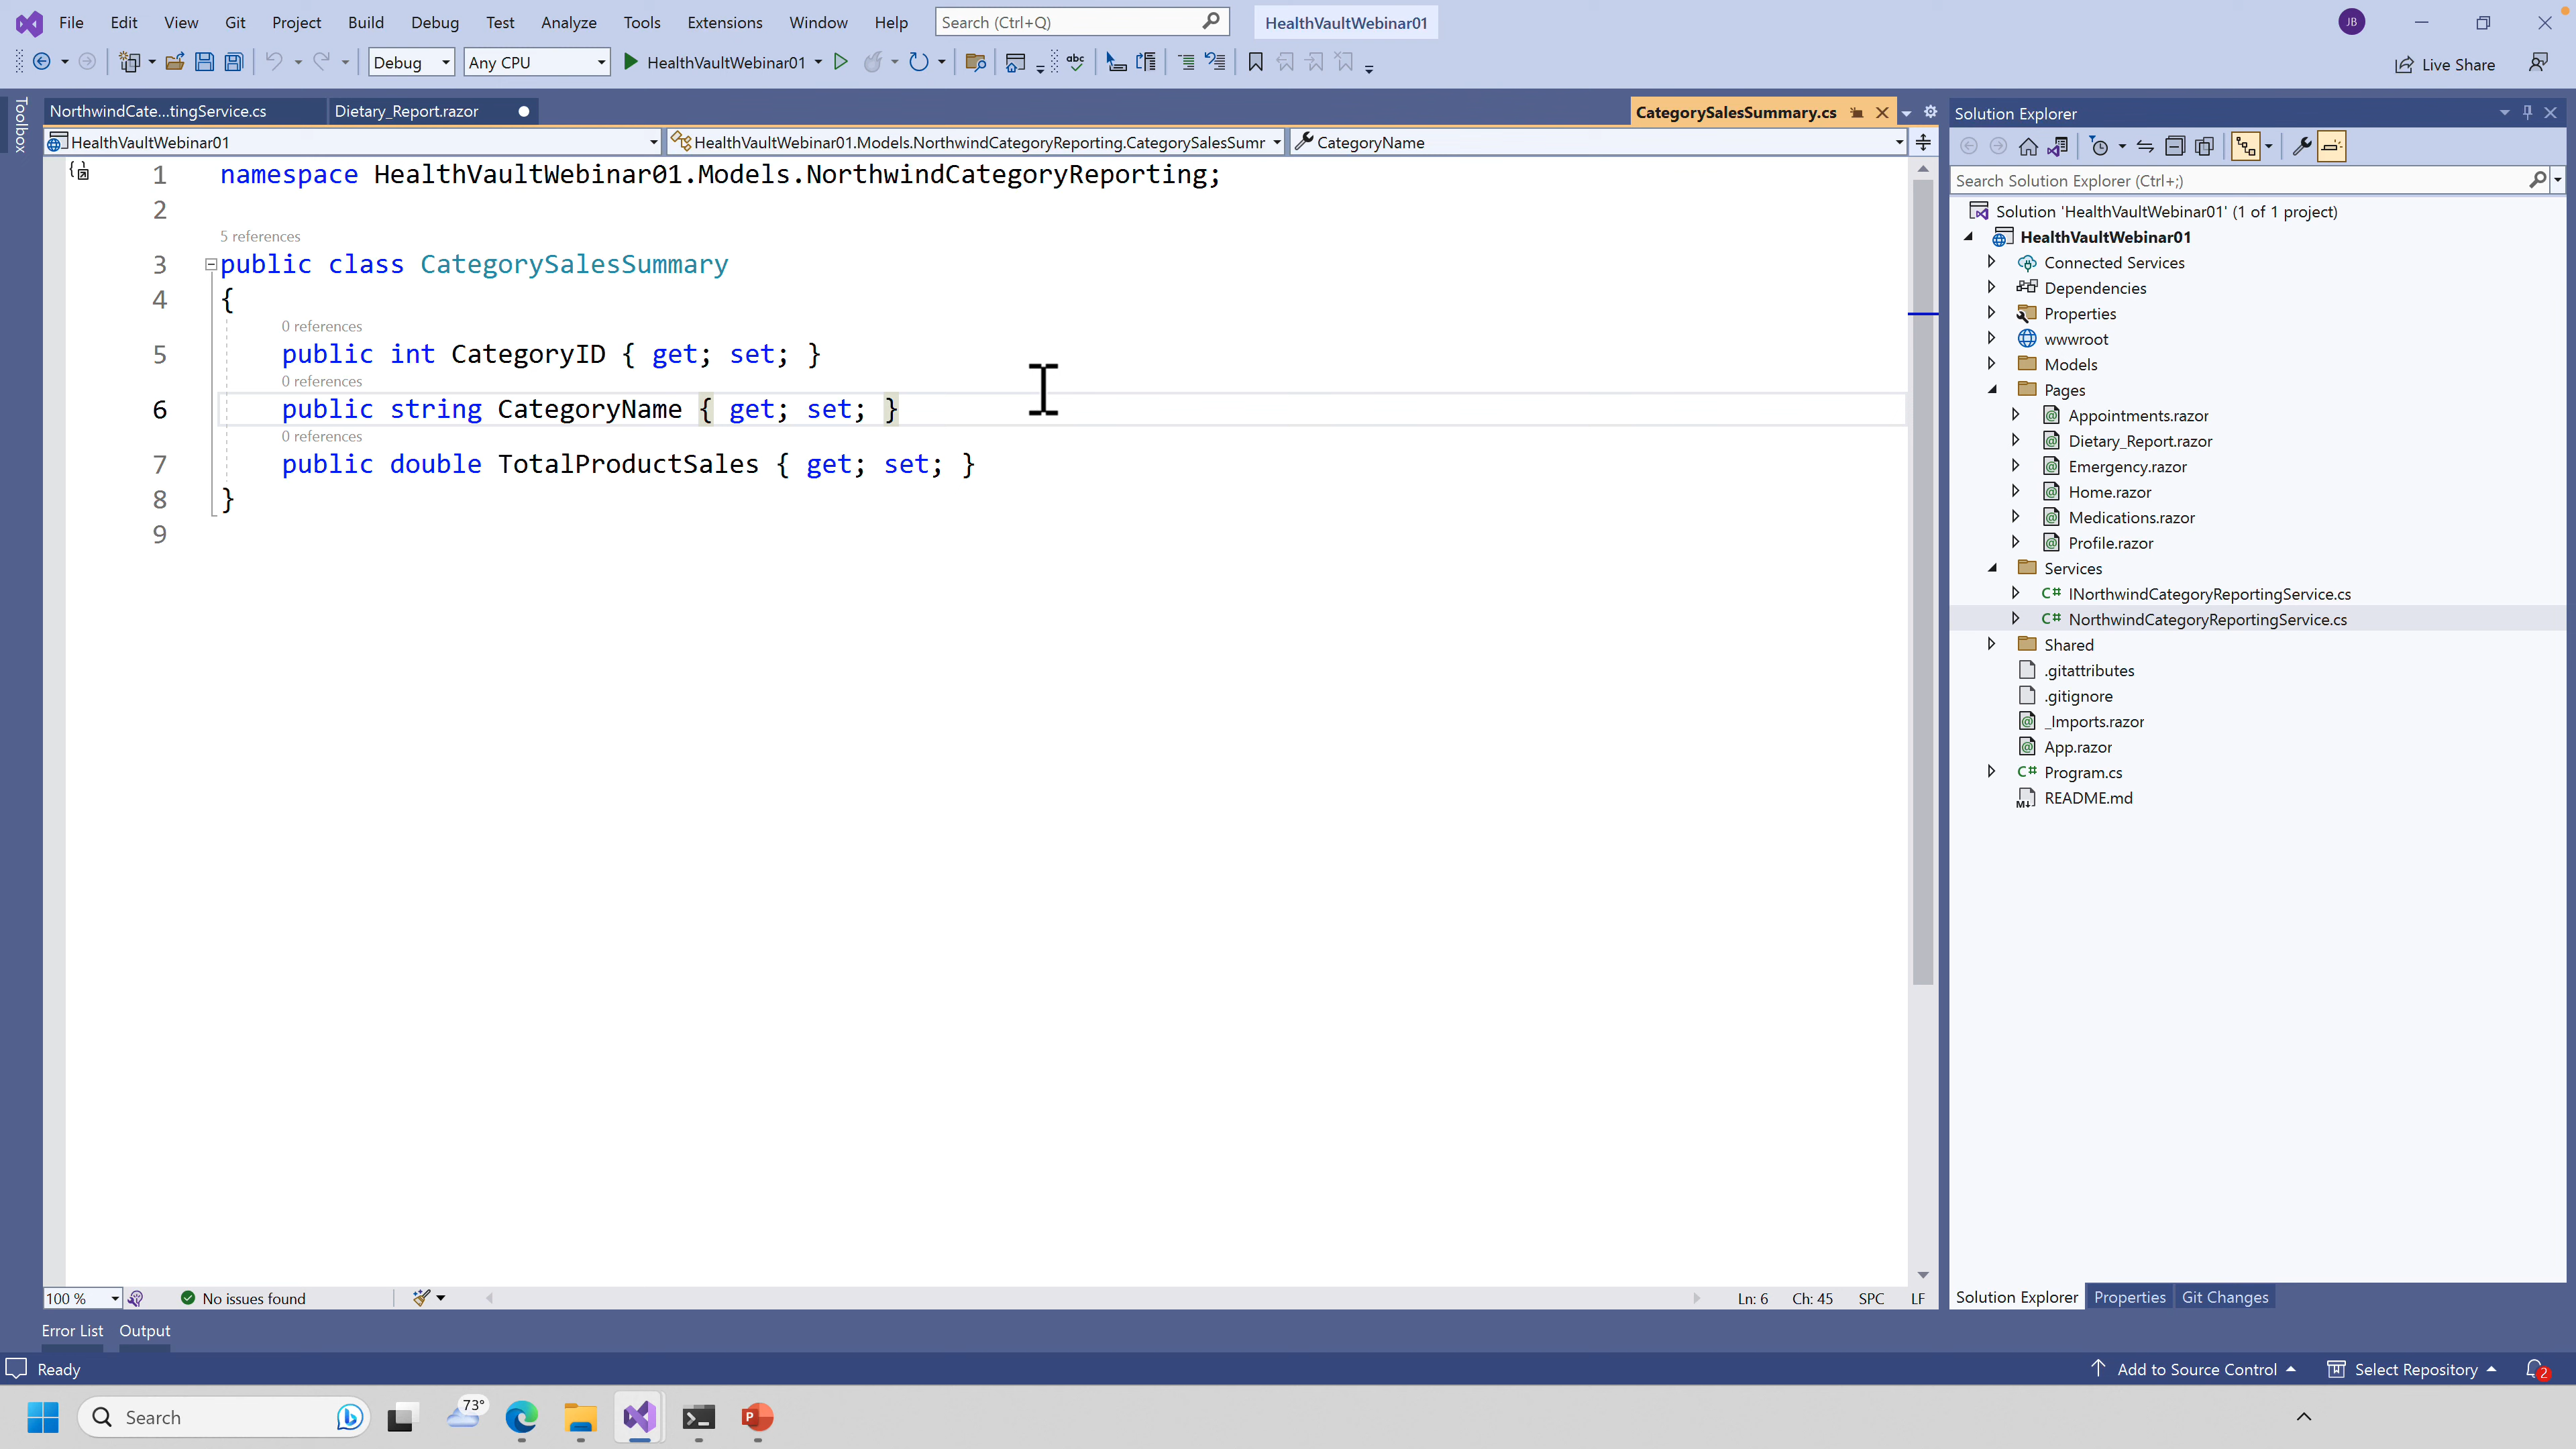 File Edit View Git Project Build Debug Test Analyze Tools Extensions Window Help Search (Ctrl+Q) HealthVaultWebinar01 JB
Debug Any CPU HealthVaultWebinar01 abc Live Share
Toolbox
NorthwindCate...tingService.cs Dietary_Report.razor CategorySalesSummary.cs
HealthVaultWebinar01 HealthVaultWebinar01.Models.NorthwindCategoryReporting.CategorySalesSumr CategoryName
1 namespace HealthVaultWebinar01.Models.NorthwindCategoryReporting;
2
5 references
3 public class CategorySalesSummary
4 {
0 references
5 public int CategoryID { get; set; }
0 references
6 public string CategoryName { get; set; }
0 references
7 public double TotalProductSales { get; set; }
8 }
9
100 % No issues found Ln: 6 Ch: 45 SPC LF
Solution Explorer
Search Solution Explorer (Ctrl+;)
Solution 'HealthVaultWebinar01' (1 of 1 project)
HealthVaultWebinar01
Connected Services
Dependencies
Properties
wwwroot
Models
Pages
Appointments.razor
Dietary_Report.razor
Emergency.razor
Home.razor
Medications.razor
Profile.razor
Services
C# INorthwindCategoryReportingService.cs
C# NorthwindCategoryReportingService.cs
Shared
.gitattributes
.gitignore
_Imports.razor
App.razor
C# Program.cs
README.md
Solution Explorer Properties Git Changes
Error List Output
Ready Add to Source Control Select Repository 2
Search 73°